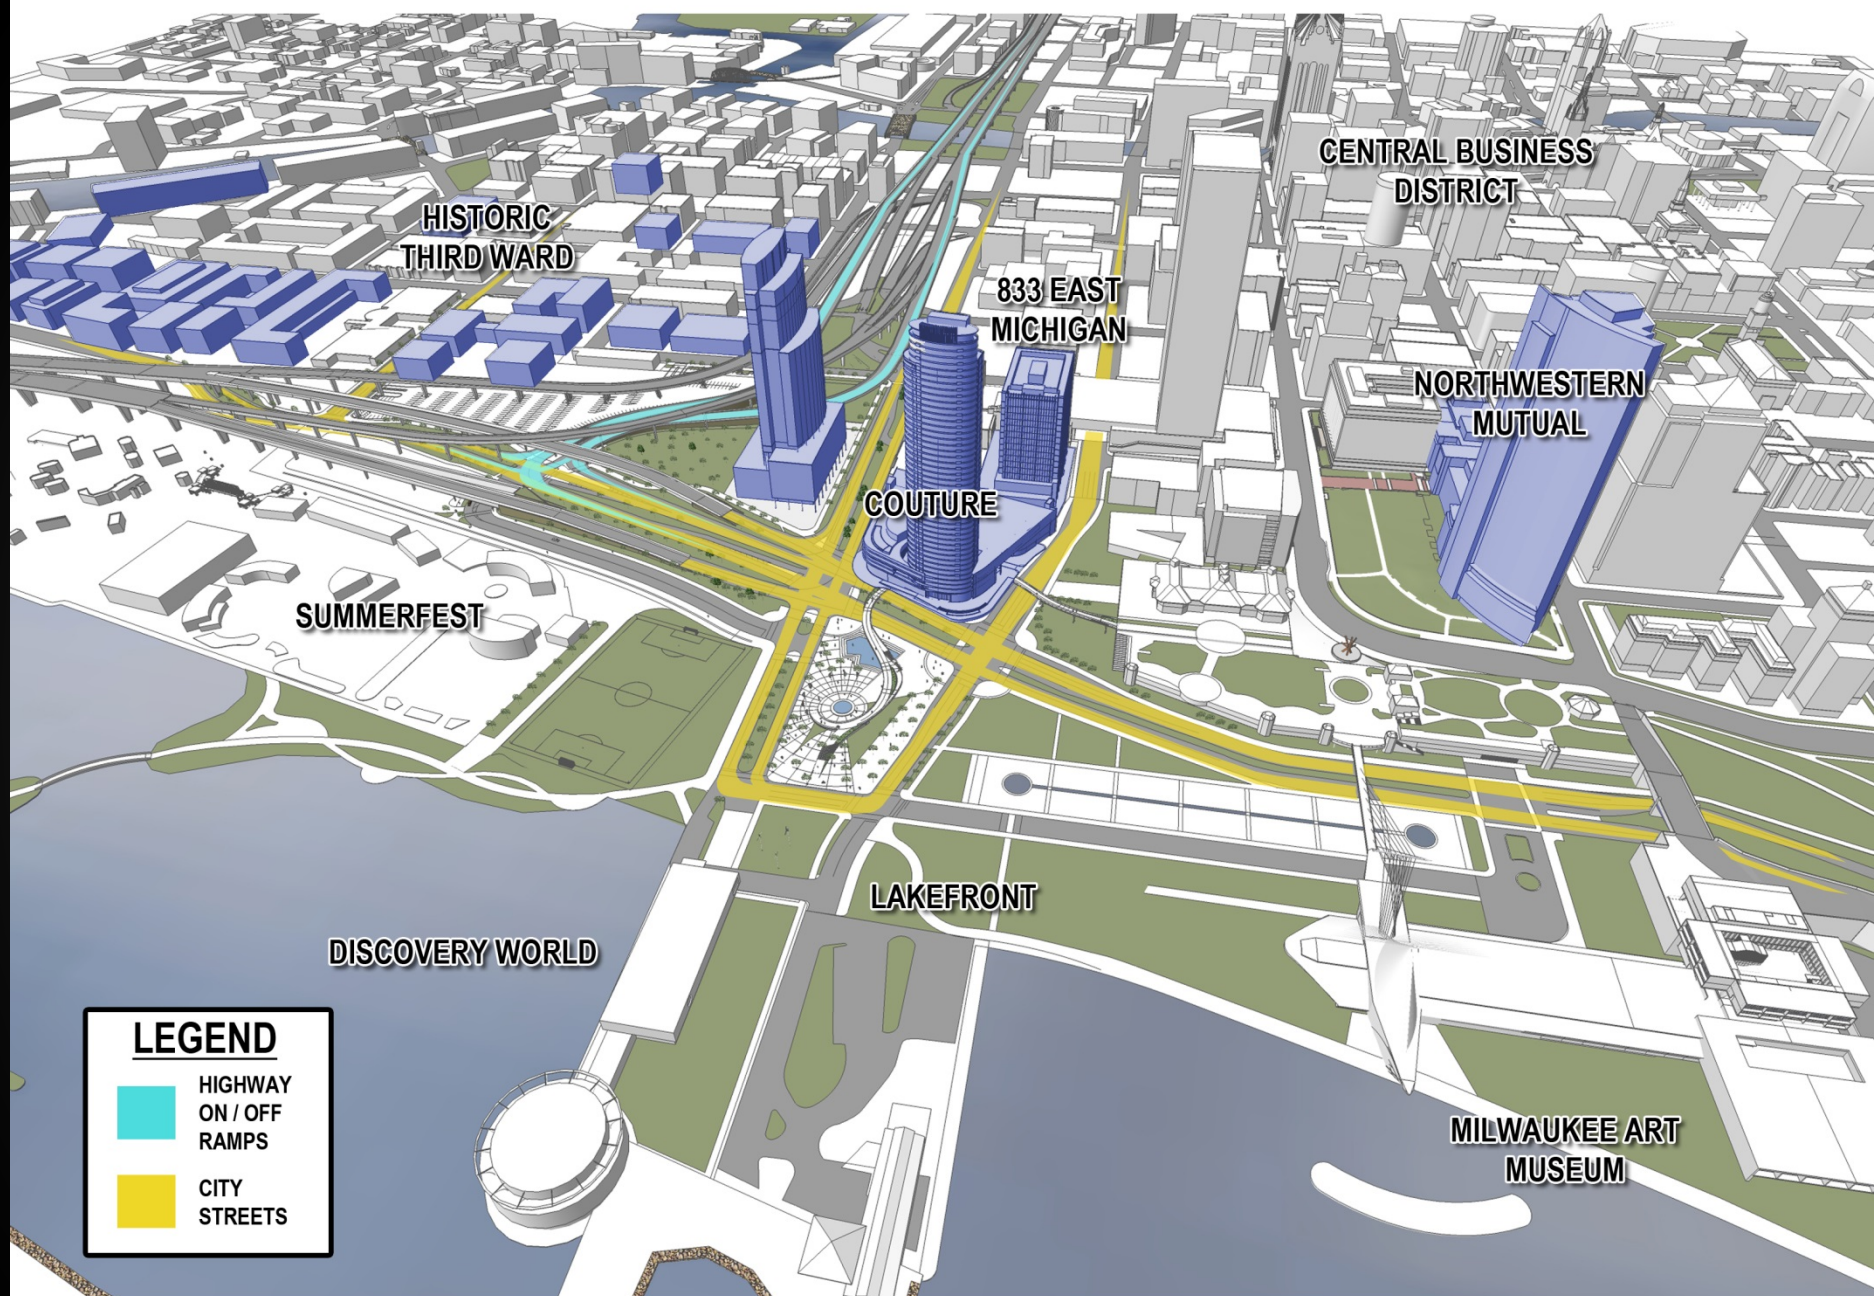 CENTRAL BUSINESS
DISTRICT
HISTORIC
THIRD WARD
833 EAST
MICHIGAN
NORTHWESTERN
MUTUAL
COUTURE
SUMMERFEST
LAKEFRONT
DISCOVERY WORLD
MILWAUKEE ART
MUSEUM
LEGEND
HIGHWAY
ON / OFF
RAMPS
CITY
STREETS